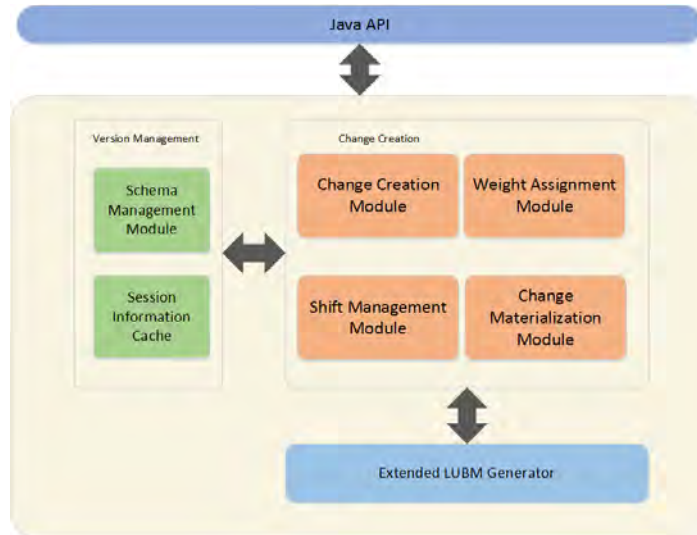 Java API
Version Management
Change Creation
Schema
Management
Module
Session
Information
Cache
Change Creation
Module
Weight Assignment
Module
Shift Management
Module
Change
Materialization
Module
Extended LUBM Generator